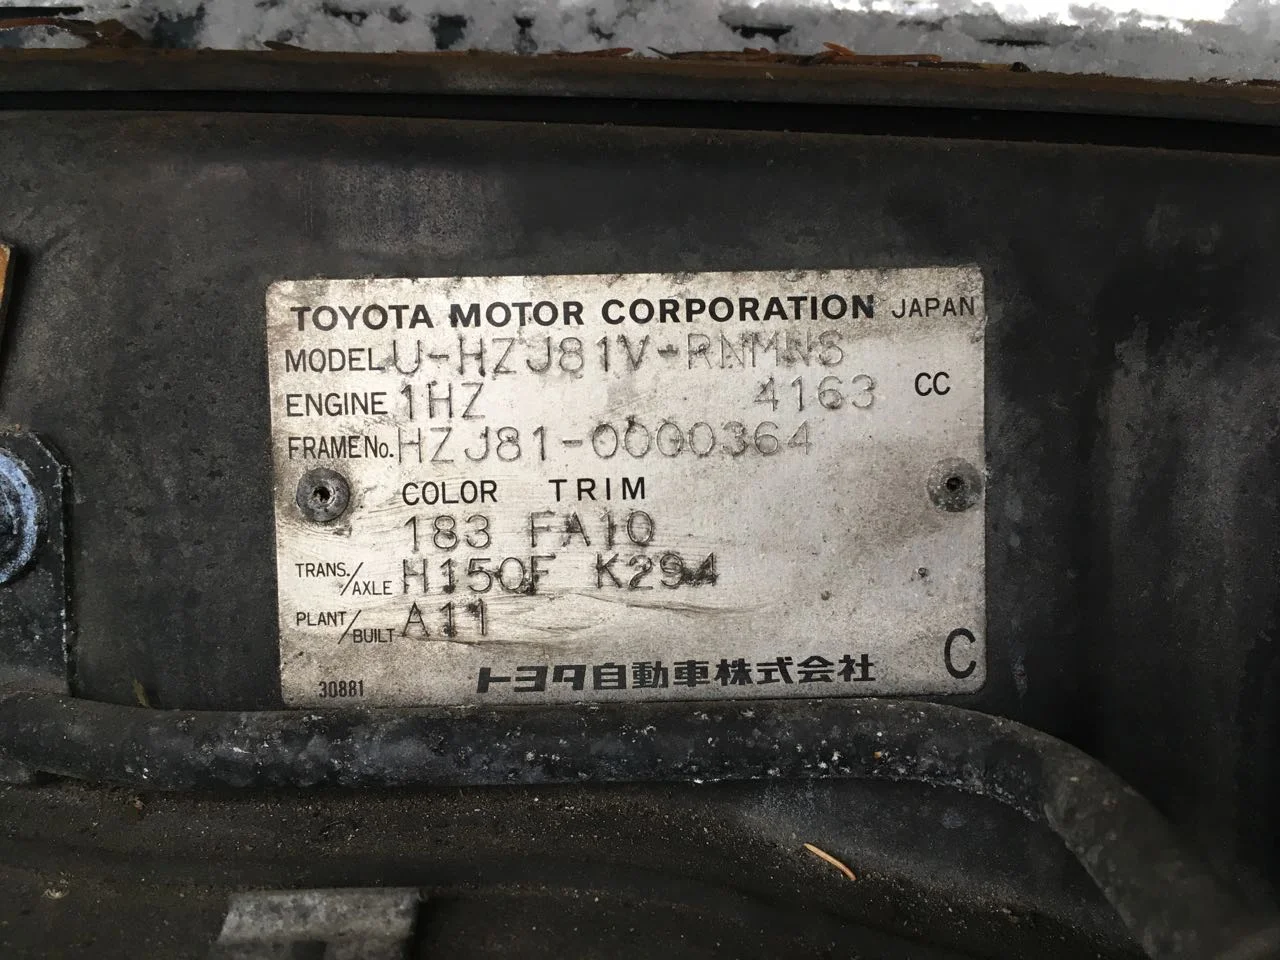 TOYOTA MOTOR CORPORATION JAPAN
MODEL U-HZJ81V-RNMNS
ENGINE 1HZ 4163 CC
FRAME No. HZJ81-0000364
COLOR TRIM
183 FA10
TRANS./AXLE H150F K294
PLANT/BUILT A11
トヨタ自動車株式会社 C
30881